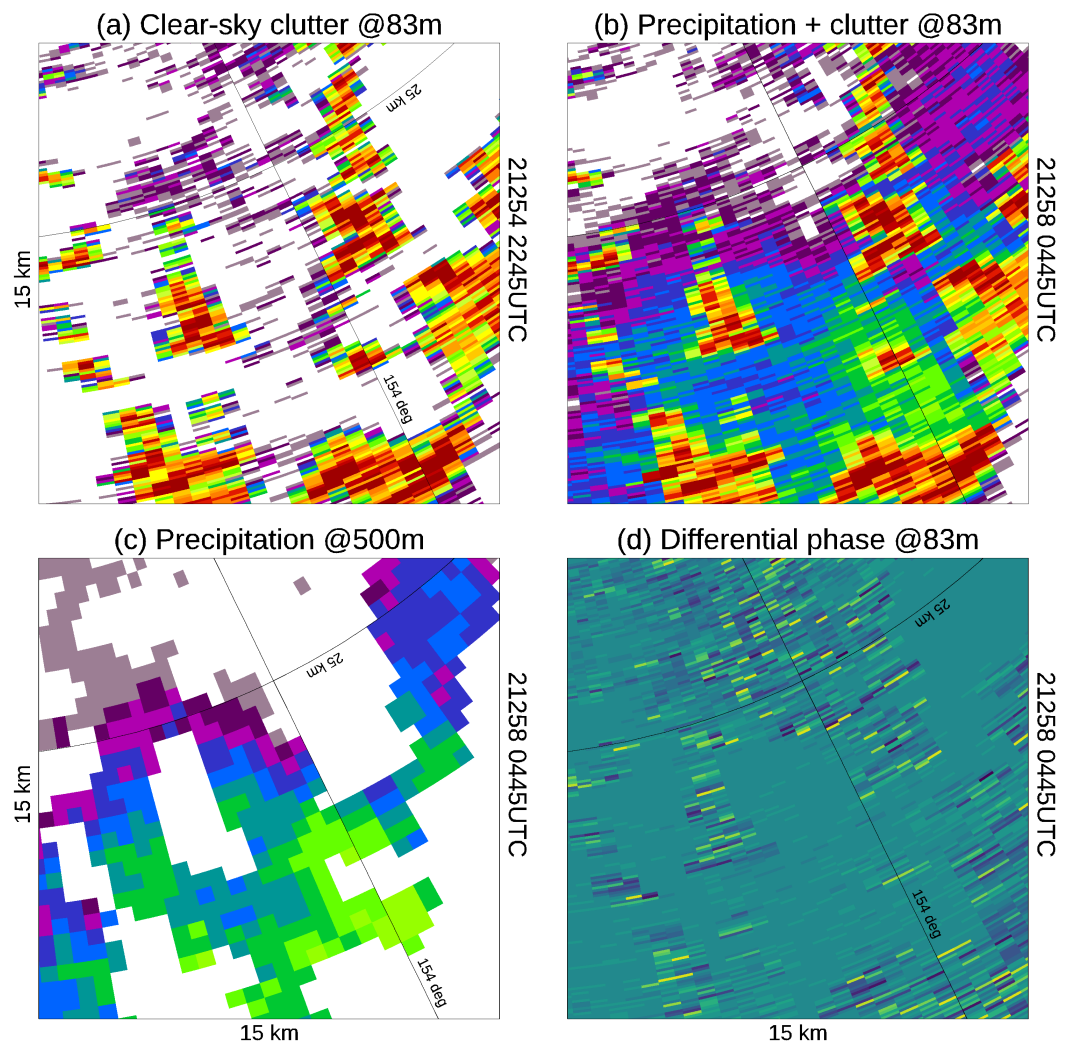 (a) Clear-sky clutter @83m
(b) Precipitation + clutter @83m
25 km
154 deg
15 km
21254 2245UTC
21258 0445UTC
(c) Precipitation @500m
(d) Differential phase @83m
25 km
25 km
154 deg
154 deg
15 km
21258 0445UTC
21258 0445UTC
15 km
15 km